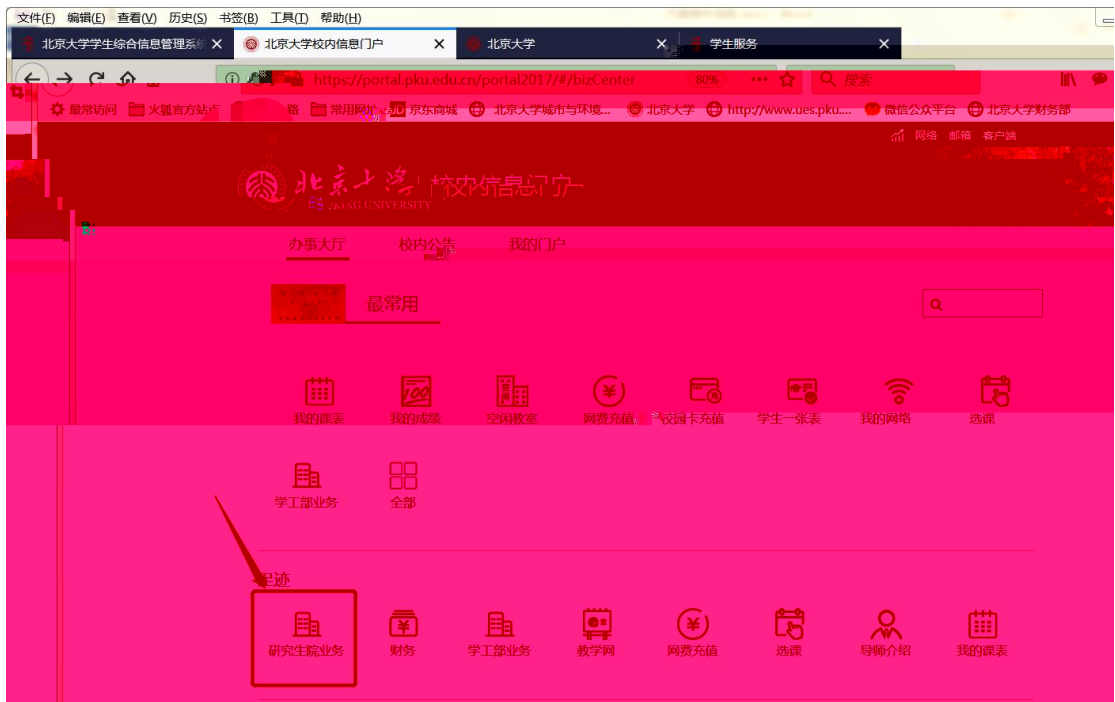 文件(F) 编辑(E) 查看(V) 历史(S) 书签(B) 工具(T) 帮助(H)
北京大学学生综合信息管理系统 北京大学校内信息门户 北京大学 学生服务
https://portal.pku.edu.cn/portal2017/#/bizCenter 80% 搜索
最常访问 火狐官方站点 常用网址 京东商城 北京大学城市与环境... 北京大学 http://www.ues.pku.... 微信公众平台 北京大学财务部
网络 邮箱 客户端
北京大学 校内信息门户
PEKING UNIVERSITY
办事大厅 校内公告 我的门户
最常用
我的课表 我的成绩 空闲教室 网费充值 校园卡充值 学生一张表 我的网络 选课
学工部业务 全部
足迹
研究生院业务 财务 学工部业务 教学网 网费充值 选课 导师介绍 我的课表